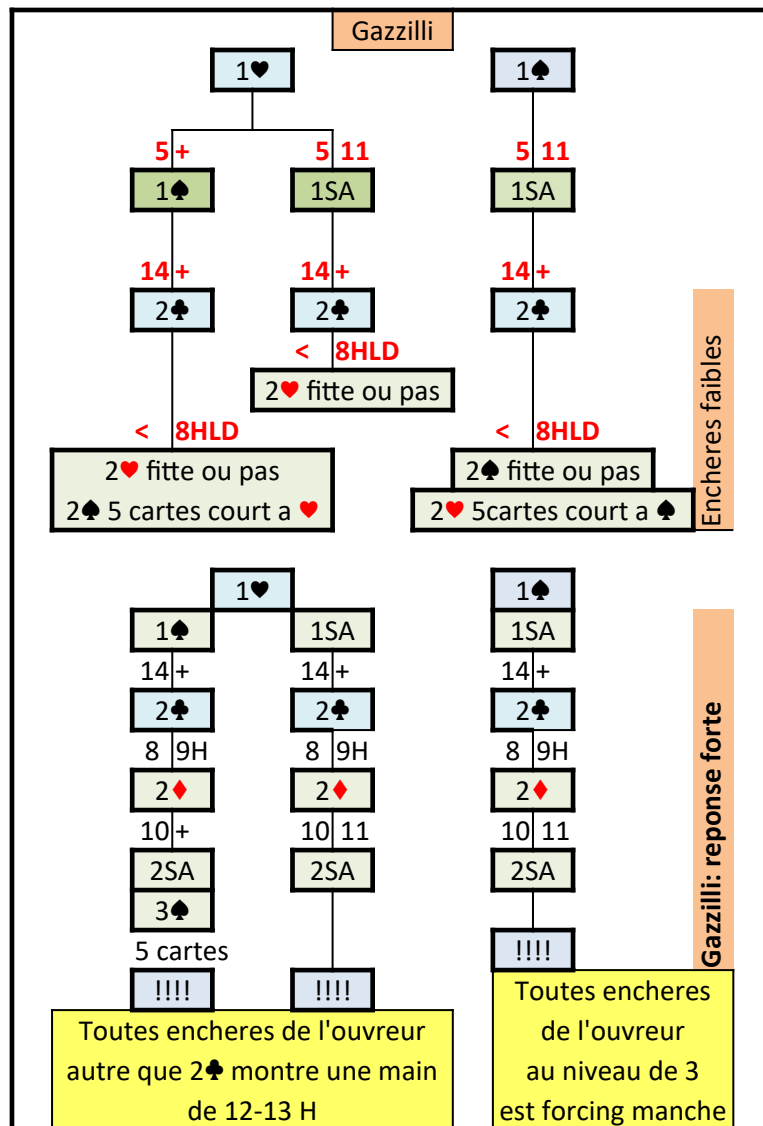 Gazzilli
1♥ 1♠
5 + 5 11 5 11
1♠ 1SA 1SA
14 + 14 + 14 +
2♣ 2♣ 2♣
< 8HLD
2♥ fitte ou pas
< 8HLD < 8HLD
2♥ fitte ou pas 2♠ fitte ou pas
2♠ 5 cartes court a ♥ 2♥ 5cartes court a ♠
Encheres faibles
1♥ 1♠
1♠ 1SA 1SA
14 + 14 + 14 +
2♣ 2♣ 2♣
8 9H 8 9H 8 9H
2♦ 2♦ 2♦
10 + 10 11 10 11
2SA 2SA 2SA
3♠
5 cartes !!!!
!!!! !!!!
Gazzilli: reponse forte
Toutes encheres de l'ouvreur
autre que 2♣ montre une main
de 12-13 H
Toutes encheres
de l'ouvreur
au niveau de 3
est forcing manche